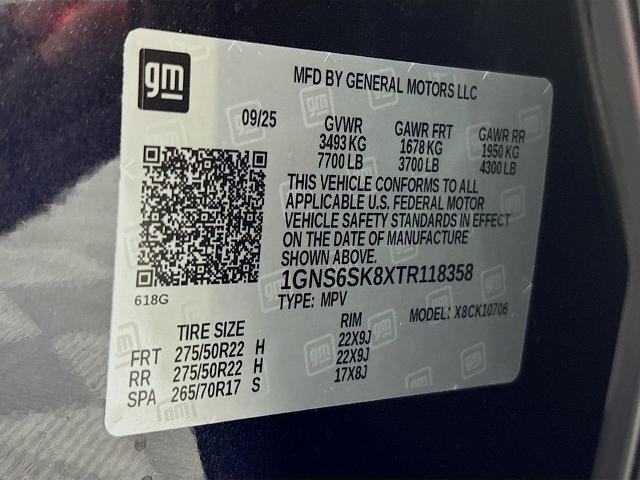 gm
MFD BY GENERAL MOTORS LLC
09/25
GVWR GAWR FRT GAWR RR
3493 KG 1678 KG 1950 KG
7700 LB 3700 LB 4300 LB
THIS VEHICLE CONFORMS TO ALL
APPLICABLE U.S. FEDERAL MOTOR
VEHICLE SAFETY STANDARDS IN EFFECT
ON THE DATE OF MANUFACTURE
SHOWN ABOVE.
1GNS6SK8XTR118358
618G
TYPE: MPV
MODEL: X8CK10706
TIRE SIZE RIM
FRT 275/50R22 H 22X9J
RR 275/50R22 H 22X9J
SPA 265/70R17 S 17X8J